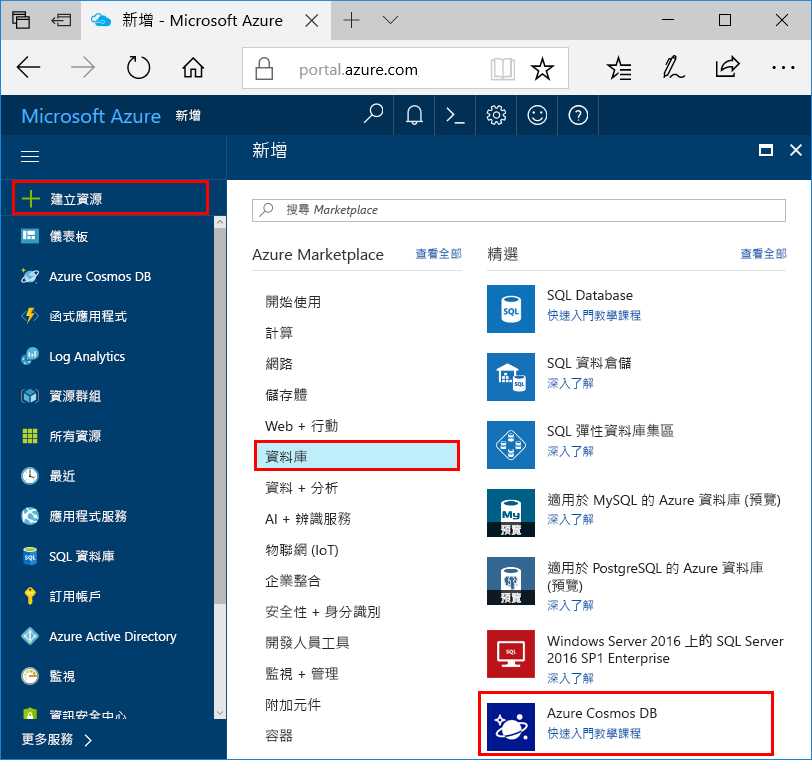 新增 - Microsoft Azure
portal.azure.com
Microsoft Azure 新增
新增
建立資源
儀表板
Azure Cosmos DB
函式應用程式
Log Analytics
資源群組
所有資源
最近
應用程式服務
SQL 資料庫
訂用帳戶
Azure Active Directory
監視
資訊安全中心
更多服務
搜尋 Marketplace
Azure Marketplace 查看全部
開始使用
計算
網路
儲存體
Web + 行動
資料庫
資料 + 分析
AI + 辨識服務
物聯網 (IoT)
企業整合
安全性 + 身分識別
開發人員工具
監視 + 管理
附加元件
容器
精選 查看全部
SQL
SQL Database
快速入門教學課程
SQL
SQL 資料倉儲
深入了解
SQL 彈性資料庫集區
深入了解
My
預覽
適用於 MySQL 的 Azure 資料庫 (預覽)
深入了解
預覽
適用於 PostgreSQL 的 Azure 資料庫
(預覽)
深入了解
SQL
Windows Server 2016 上的 SQL Server
2016 SP1 Enterprise
深入了解
Azure Cosmos DB
快速入門教學課程